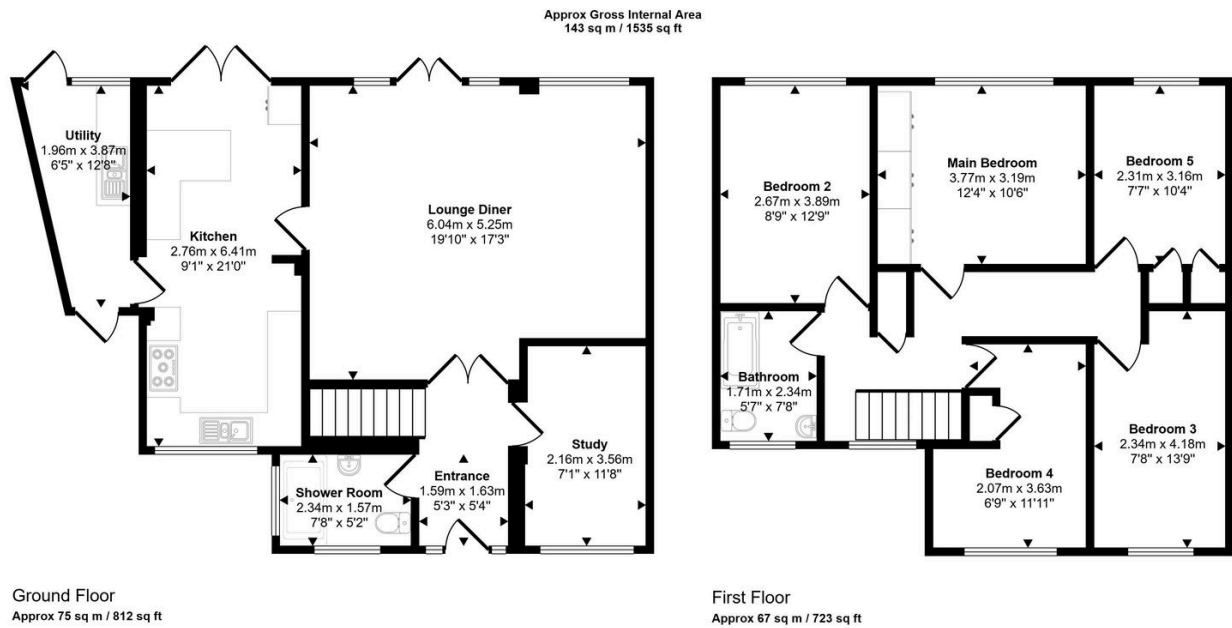 Approx Gross Internal Area
143 sq m / 1535 sq ft
Utility
1.96m x 3.87m
6'5" x 12'8"
Kitchen
2.76m x 6.41m
9'1" x 21'0"
Lounge Diner
6.04m x 5.25m
19'10" x 17'3"
Study
2.16m x 3.56m
7'1" x 11'8"
Entrance
1.59m x 1.63m
5'3" x 5'4"
Shower Room
2.34m x 1.57m
7'8" x 5'2"
Ground Floor
Approx 75 sq m / 812 sq ft
Bedroom 2
2.67m x 3.89m
8'9" x 12'9"
Main Bedroom
3.77m x 3.19m
12'4" x 10'6"
Bedroom 5
2.31m x 3.16m
7'7" x 10'4"
Bathroom
1.71m x 2.34m
5'7" x 7'8"
Bedroom 4
2.07m x 3.63m
6'9" x 11'11"
Bedroom 3
2.34m x 4.18m
7'8" x 13'9"
First Floor
Approx 67 sq m / 723 sq ft